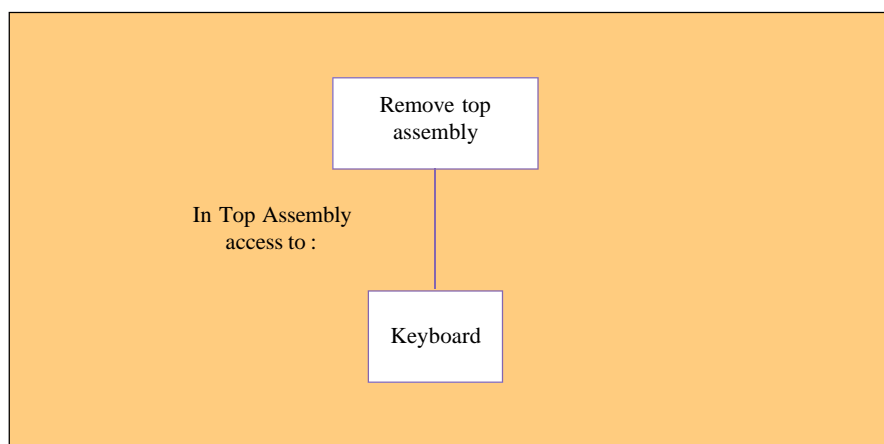 Remove top
assembly
In Top Assembly
access to :
Keyboard